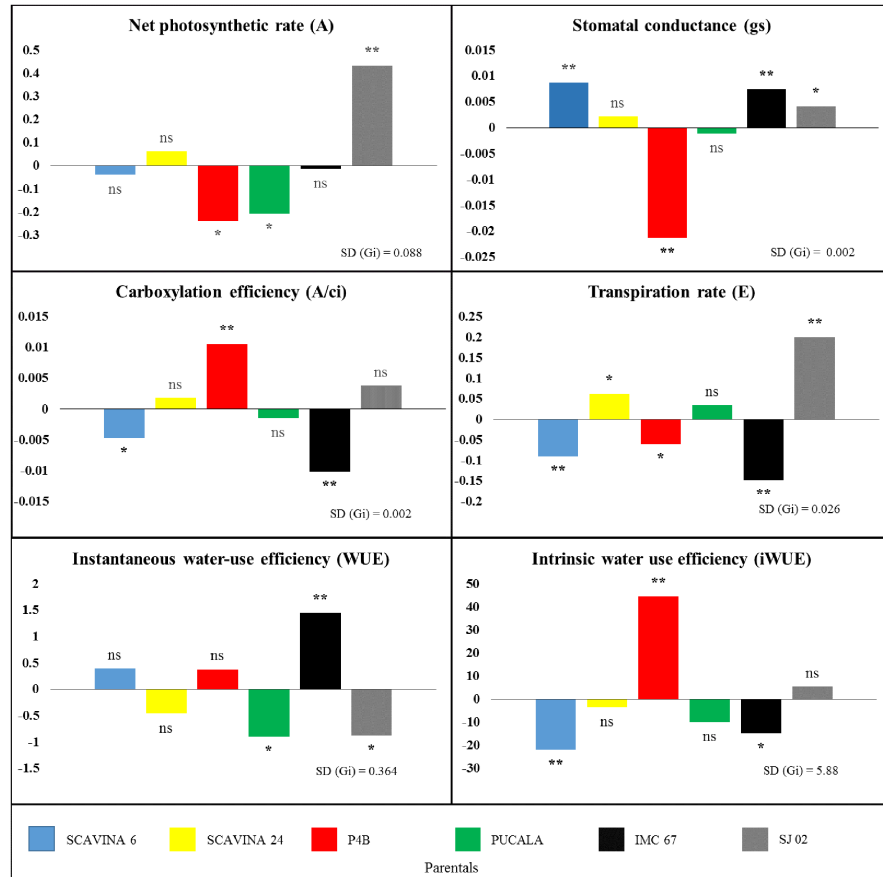 Net photosynthetic rate (A)
0.5
0.4
0.3
0.2
0.1
0
-0.1
-0.2
-0.3
ns
ns
*
*
ns
**
SD (Gi) = 0.088
Stomatal conductance (gs)
0.015
0.01
0.005
0
-0.005
-0.01
-0.015
-0.02
-0.025
**
ns
**
ns
**
*
SD (Gi) = 0.002
Carboxylation efficiency (A/ci)
0.015
0.01
0.005
0
-0.005
-0.01
-0.015
*
ns
**
ns
**
ns
SD (Gi) = 0.002
Transpiration rate (E)
0.25
0.2
0.15
0.1
0.05
0
-0.05
-0.1
-0.15
-0.2
**
*
*
ns
**
**
SD (Gi) = 0.026
Instantaneous water-use efficiency (WUE)
2
1.5
1
0.5
0
-0.5
-1
-1.5
ns
ns
ns
*
**
*
SD (Gi) = 0.364
Intrinsic water use efficiency (iWUE)
50
40
30
20
10
0
-10
-20
-30
**
ns
**
ns
*
ns
SD (Gi) = 5.88
SCAVINA 6 SCAVINA 24 P4B PUCALA IMC 67 SJ 02
Parentals